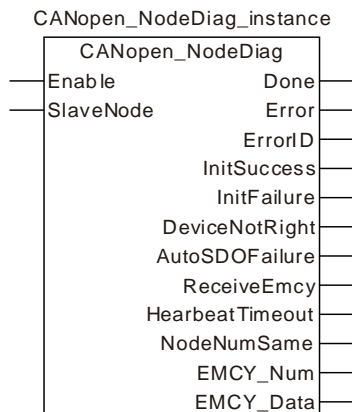 CANopen_NodeDiag_instance
CANopen_NodeDiag
Enable Done
SlaveNode Error
ErrorID
InitSuccess
InitFailure
DeviceNotRight
AutoSDOFailure
ReceiveEmcy
HearbeatTimeout
NodeNumSame
EMCY_Num
EMCY_Data